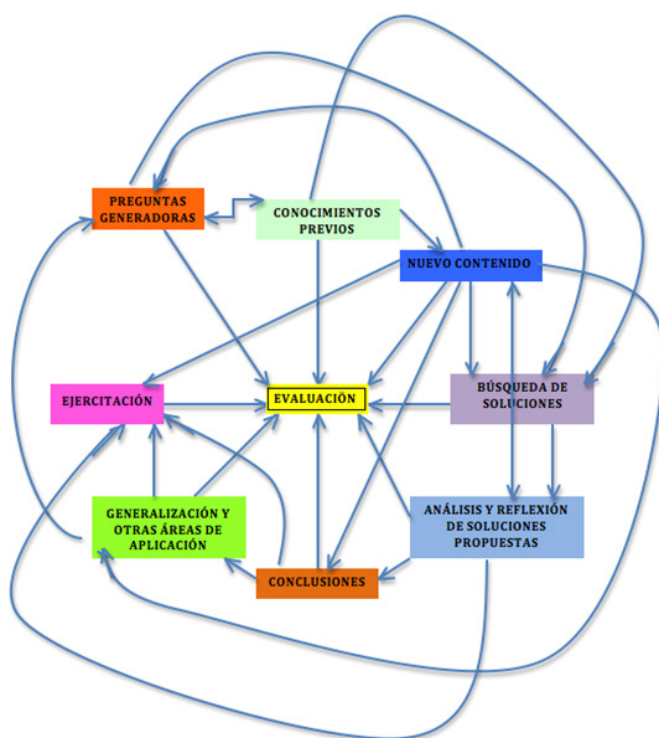 PREGUNTAS
GENERADORAS
CONOCIMIENTOS
PREVIOS
NUEVO CONTENIDO
EJERCITACIÓN
EVALUACIÓN
BÚSQUEDA DE
SOLUCIONES
GENERALIZACIÓN Y
OTRAS ÁREAS DE
APLICACIÓN
ANÁLISIS Y REFLEXIÓN
DE SOLUCIONES
PROPUESTAS
CONCLUSIONES